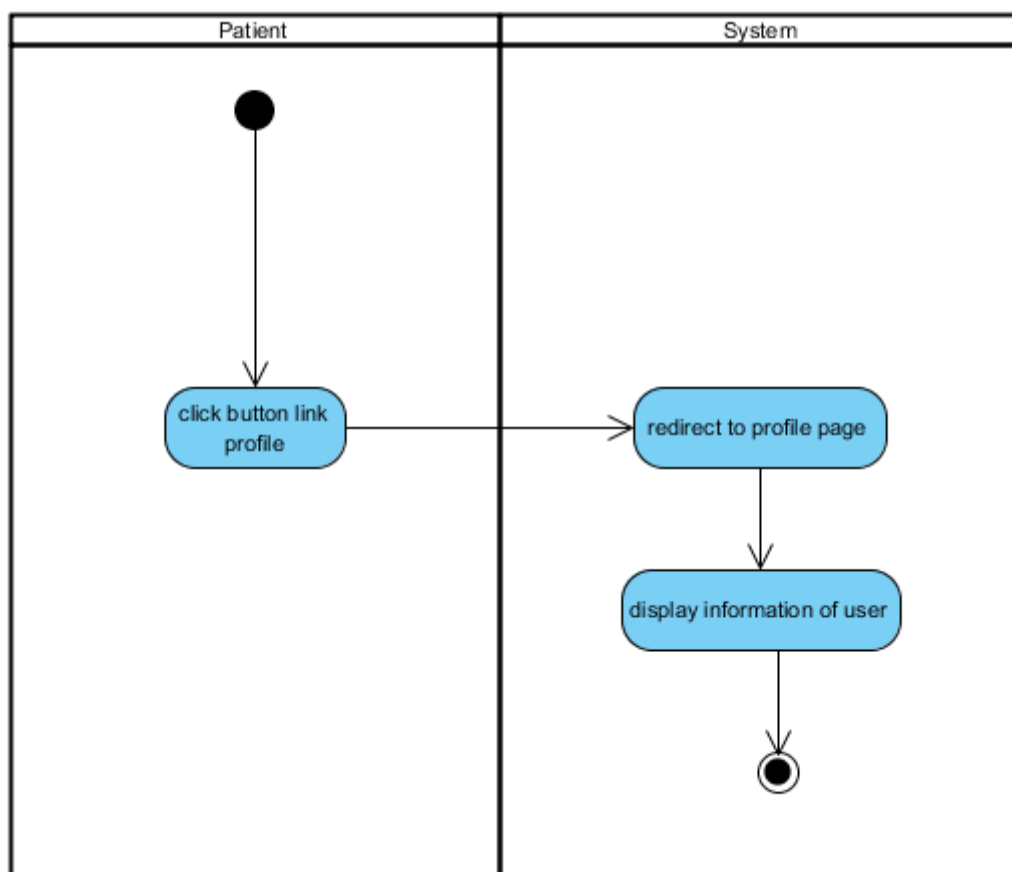 Patient
System
click button link
profile
redirect to profile page
display information of user